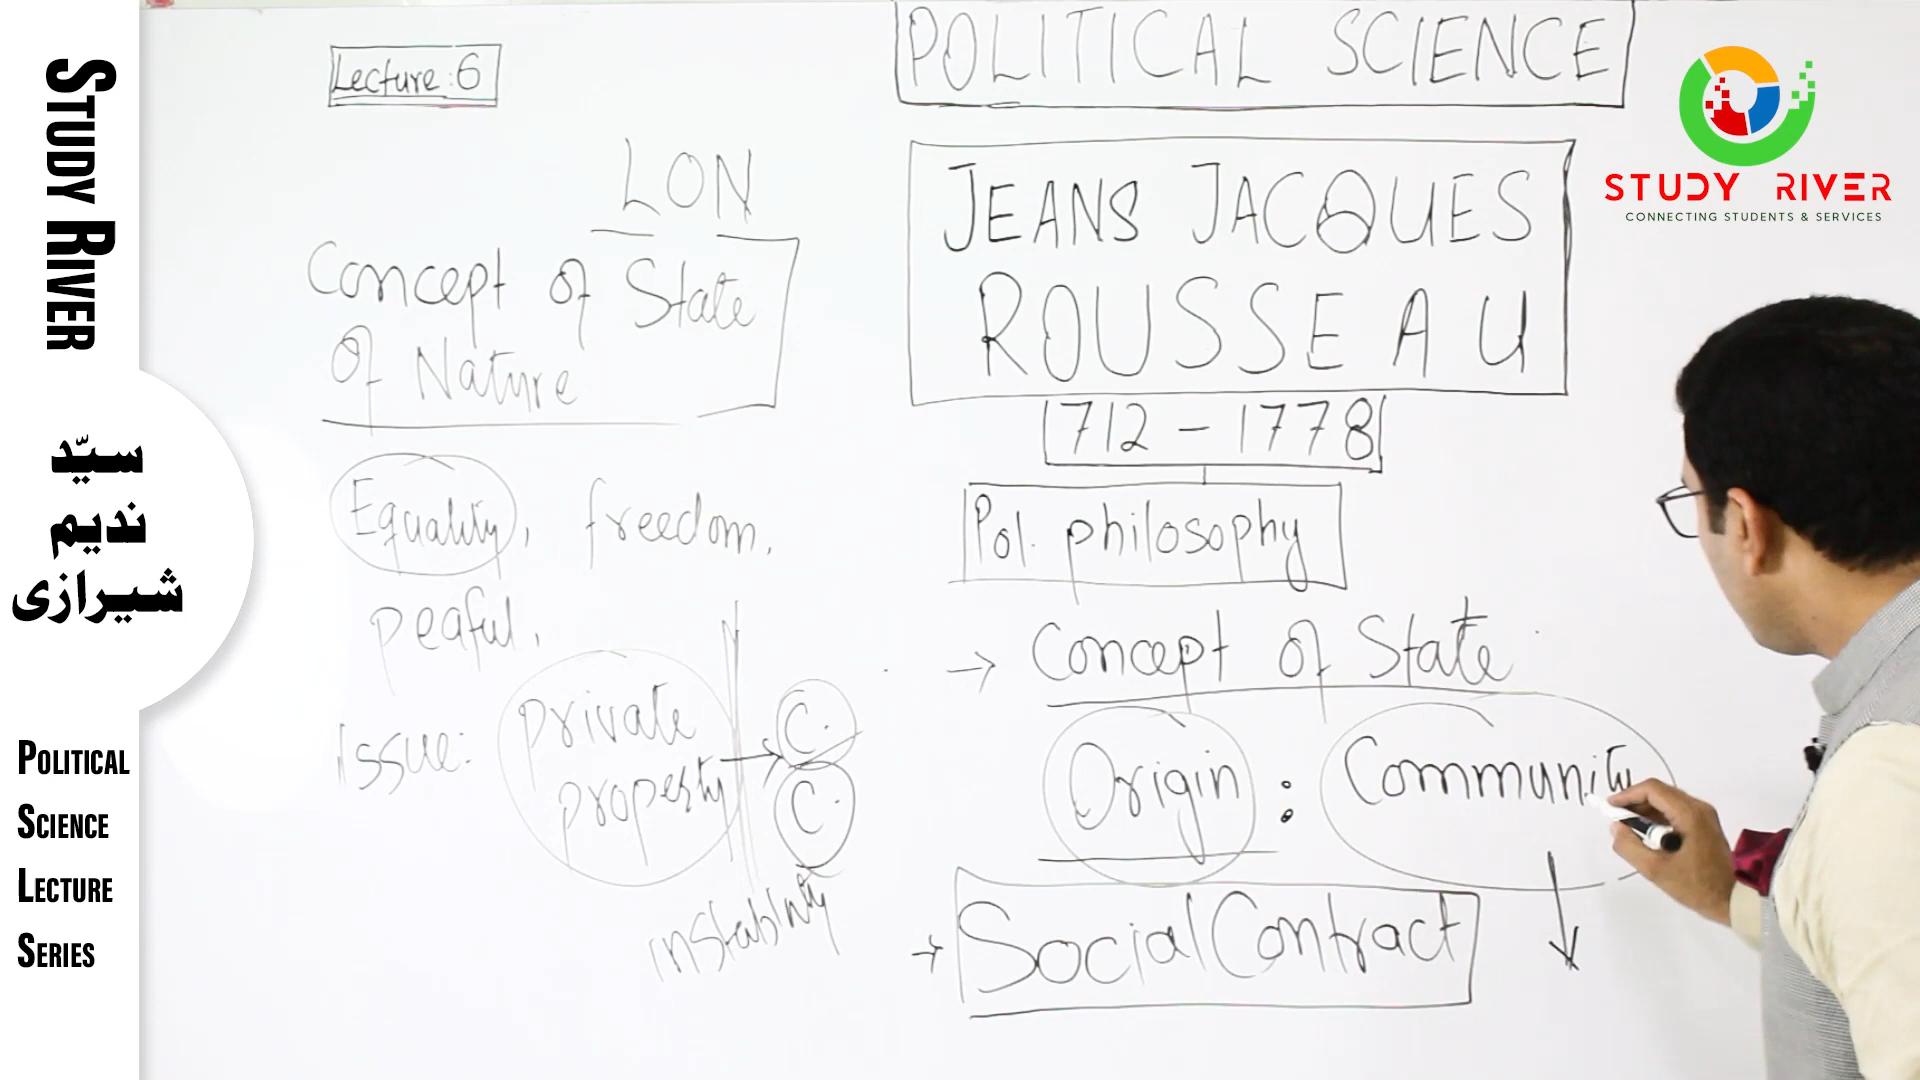 STUDY RIVER
سیّد
ندیم
شیرازی
POLITICAL
SCIENCE
LECTURE
SERIES
Lecture: 6
LON
Concept of State
of Nature
Equality, freedom,
peaful,
Issue: private
property → C.
C.
instability
POLITICAL SCIENCE
JEANS JACQUES
ROUSSEAU
1712 - 1778
Pol. philosophy
→ Concept of State
Origin : Community
→ Social Contract
STUDY RIVER
CONNECTING STUDENTS & SERVICES